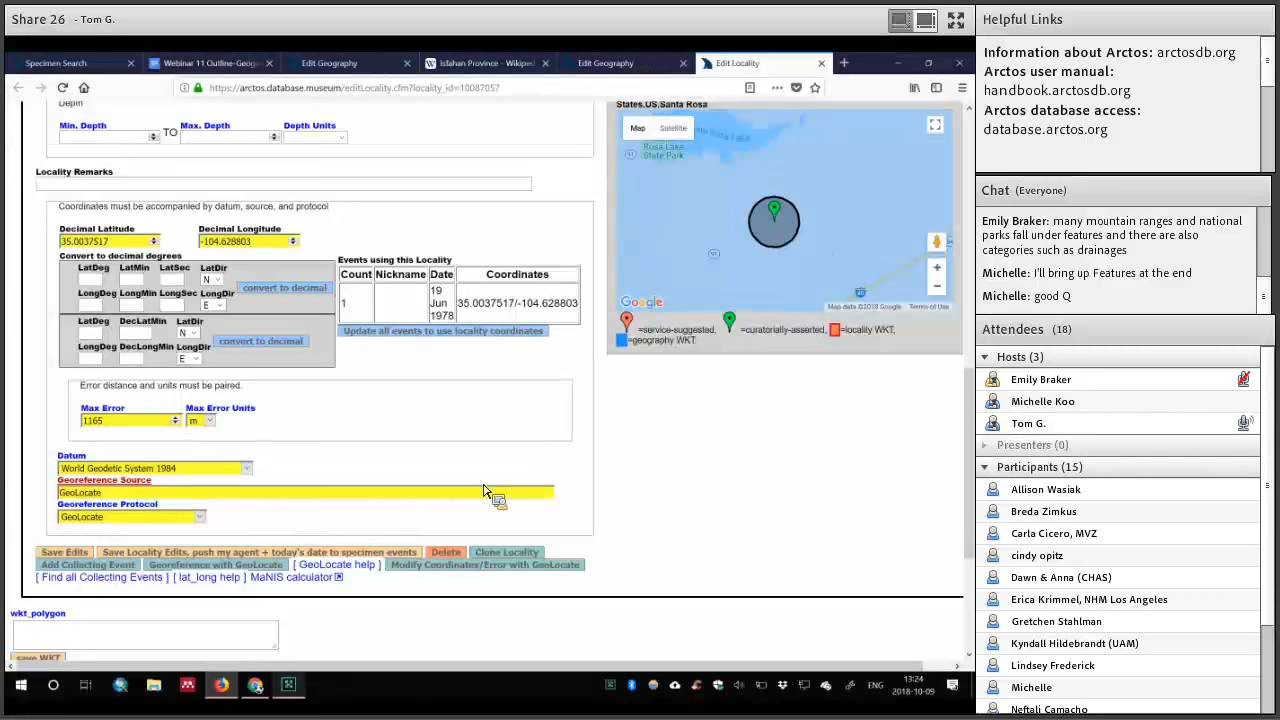 Share 26 - Tom G.
Specimen Search
Webinar 11 Outline-Geog
Edit Geography
Isfahan Province - Wikiped
Edit Geography
Edit Locality
https://arctos.database.museum/editLocality.cfm?locality_id=10087057
Depth
Min. Depth
TO
Max. Depth
Depth Units
Locality Remarks
Coordinates must be accompanied by datum, source, and protocol
Decimal Latitude
Decimal Longitude
35.0037517
-104.628803
Convert to decimal degrees
LatDeg LatMin LatSec LatDir
N
LongDeg LongMin LongSec LongDir
E
convert to decimal
LatDeg DecLatMin LatDir
N
LongDeg DecLongMin LongDir
E
convert to decimal
Events using this Locality
Count Nickname Date Coordinates
1 19 Jun 1978 35.0037517/-104.628803
Update all events to use locality coordinates
Error distance and units must be paired.
Max Error
Max Error Units
1165
m
Datum
World Geodetic System 1984
Georeference Source
GeoLocate
Georeference Protocol
GeoLocate
Save Edits
Save Locality Edits, push my agent + today's date to specimen events
Delete
Clone Locality
Add Collecting Event
Georeference with GeoLocate
[ GeoLocate help ]
Modify Coordinates/Error with GeoLocate
[ Find all Collecting Events ] [ lat_long help ] MaNIS calculator
wkt_polygon
save WKT
States.US.Santa Rosa
Map
Satellite
Rosa Lake
State Park
Google
Map data ©2018 Google
Terms of Use
=service-suggested,
=curatorially-asserted,
=locality WKT,
=geography WKT.
ENG
13:24
2018-10-09
Helpful Links
Information about Arctos: arctosdb.org
Arctos user manual:
handbook.arctosdb.org
Arctos database access:
database.arctos.org
Chat (Everyone)
Emily Braker: many mountain ranges and national
parks fall under features and there are also
categories such as drainages
Michelle: I'll bring up Features at the end
Michelle: good Q
Attendees (18)
Hosts (3)
Emily Braker
Michelle Koo
Tom G.
Presenters (0)
Participants (15)
Allison Wasiak
Breda Zimkus
Carla Cicero, MVZ
cindy opitz
Dawn & Anna (CHAS)
Erica Krimmel, NHM Los Angeles
Gretchen Stahlman
Kyndall Hildebrandt (UAM)
Lindsey Frederick
Michelle
Neftali Camacho